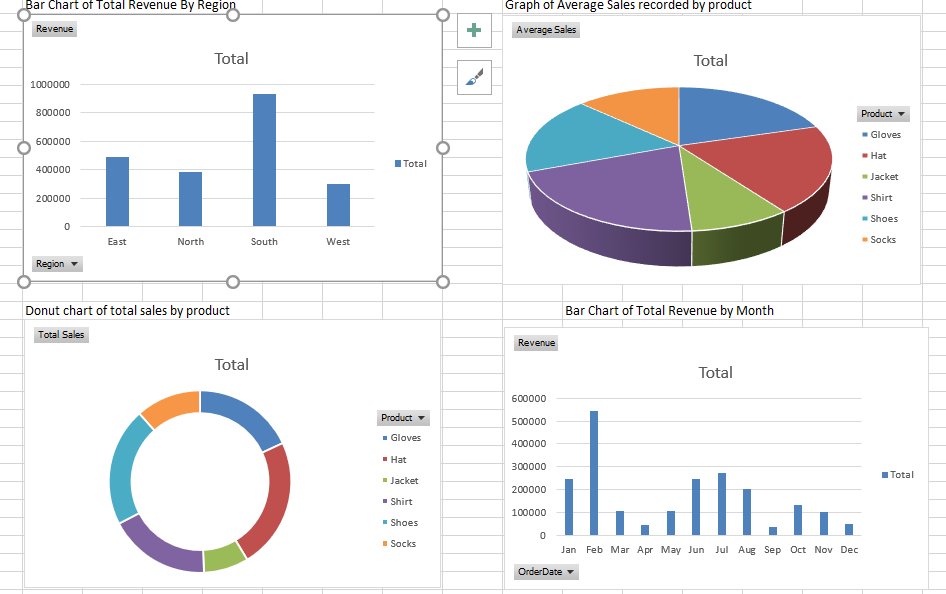 Bar Chart of Total Revenue By Region
Revenue
Total
1000000
800000
600000
400000
200000
0
East North South West
Total
Region
Graph of Average Sales recorded by product
Average Sales
Total
Product
Gloves
Hat
Jacket
Shirt
Shoes
Socks
Donut chart of total sales by product
Total Sales
Total
Product
Gloves
Hat
Jacket
Shirt
Shoes
Socks
Bar Chart of Total Revenue by Month
Revenue
Total
600000
500000
400000
300000
200000
100000
0
Jan Feb Mar Apr May Jun Jul Aug Sep Oct Nov Dec
Total
OrderDate